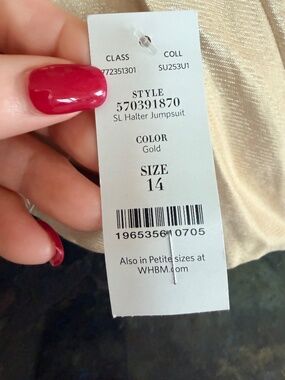 CLASS COLL
772351301 SU253U1
STYLE
570391870
SL Halter Jumpsuit
COLOR
Gold
SIZE
14
Also in Petite sizes at
WHBM.com